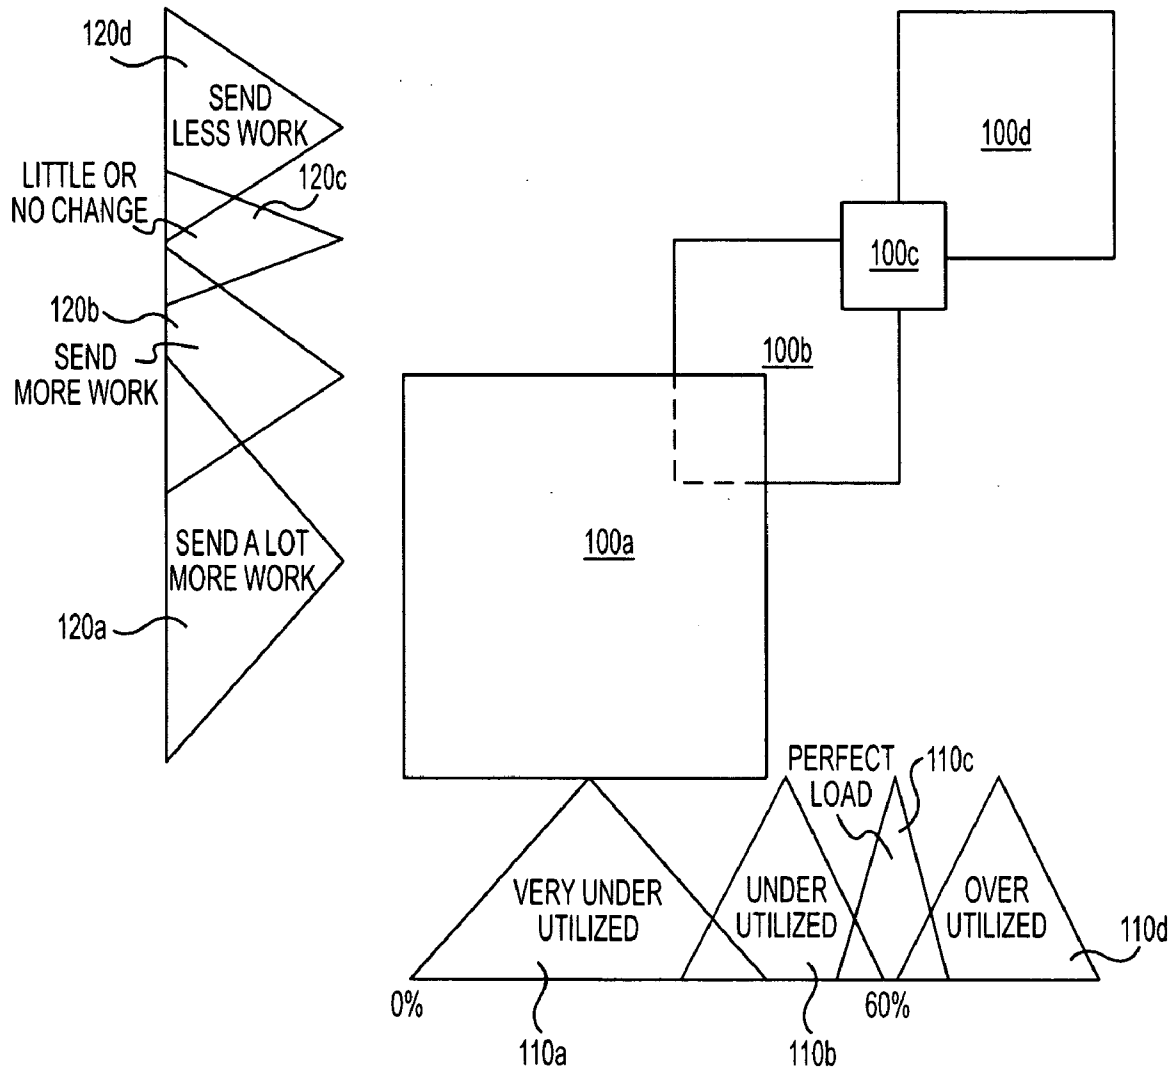 120d
SEND
LESS WORK
100d
LITTLE OR
NO CHANGE
120c
100c
120b
SEND
MORE WORK
100b
SEND A LOT
MORE WORK
100a
120a
PERFECT
LOAD
110c
VERY UNDER
UTILIZED
UNDER
UTILIZED
OVER
UTILIZED
110d
0%
60%
110a
110b